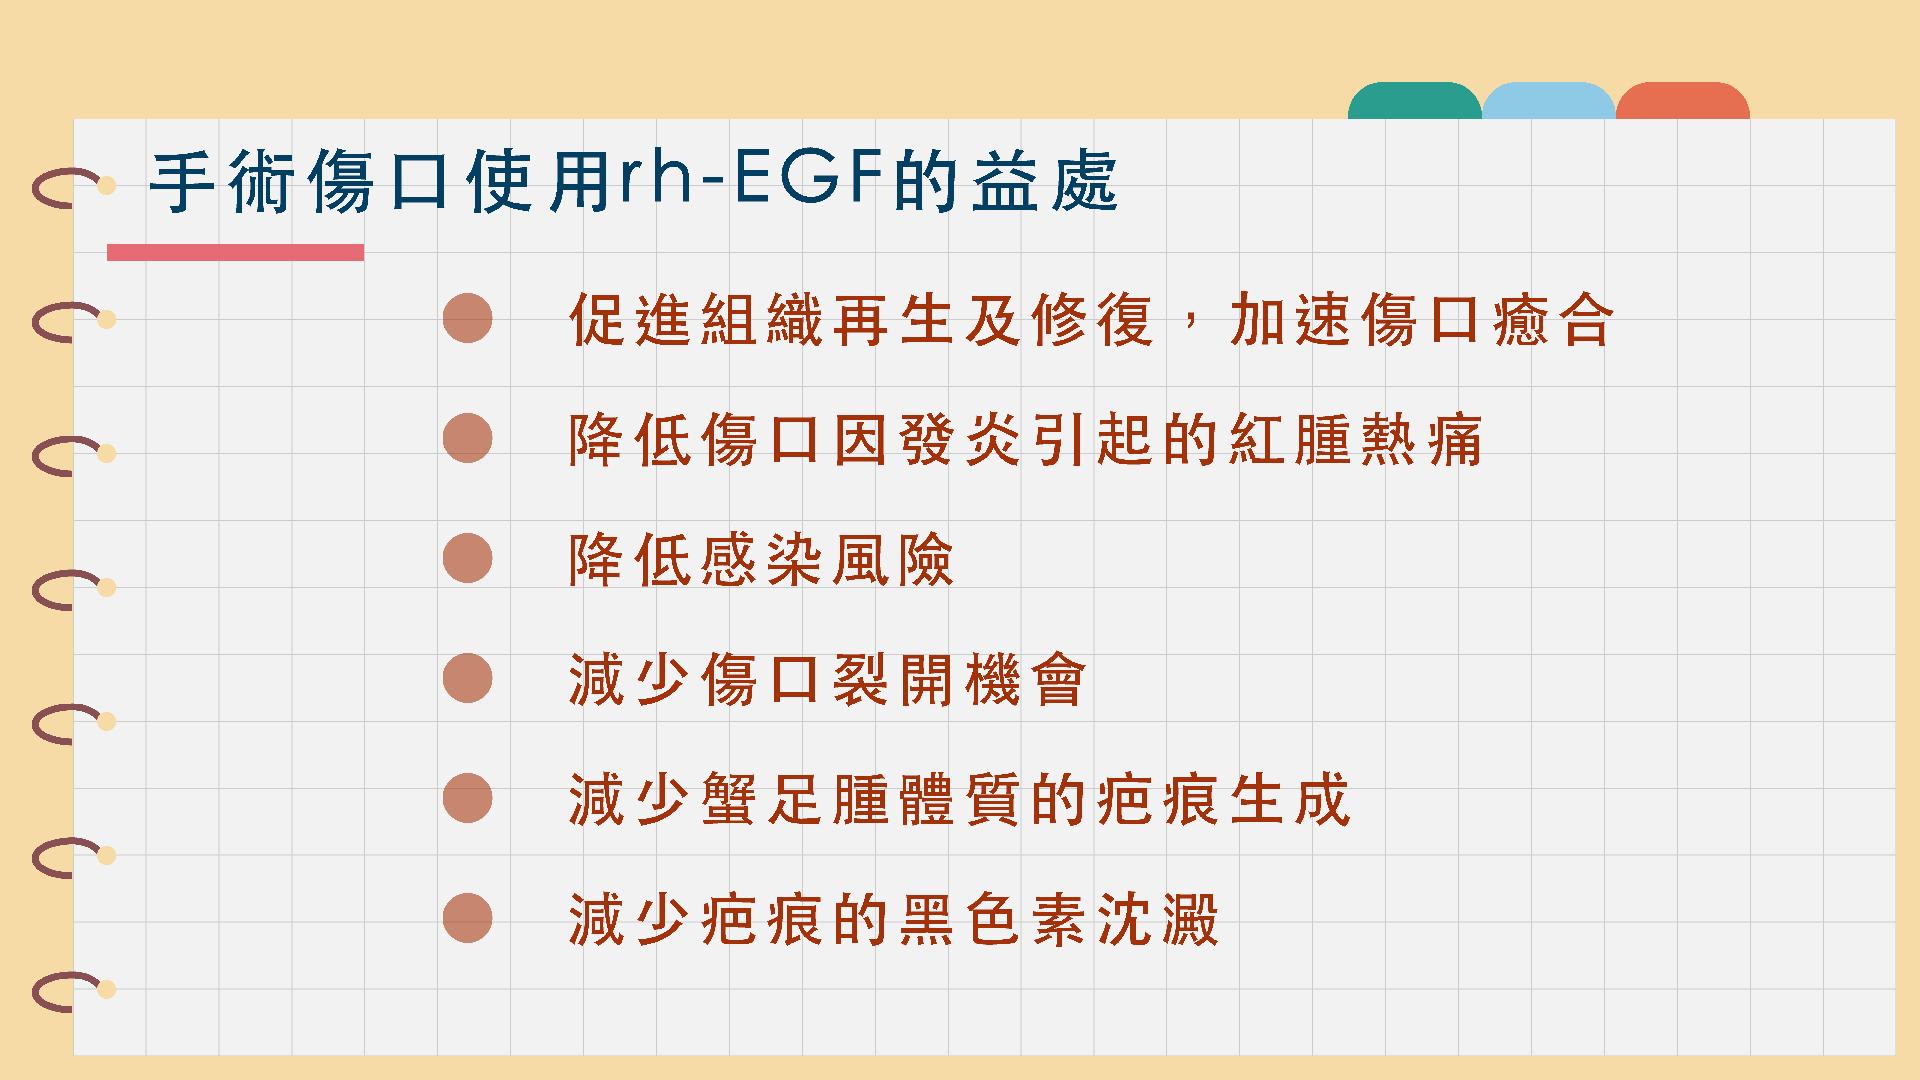 手術傷口使用rh-EGF的益處
促進組織再生及修復，加速傷口癒合
降低傷口因發炎引起的紅腫熱痛
降低感染風險
減少傷口裂開機會
減少蟹足腫體質的疤痕生成
減少疤痕的黑色素沈澱